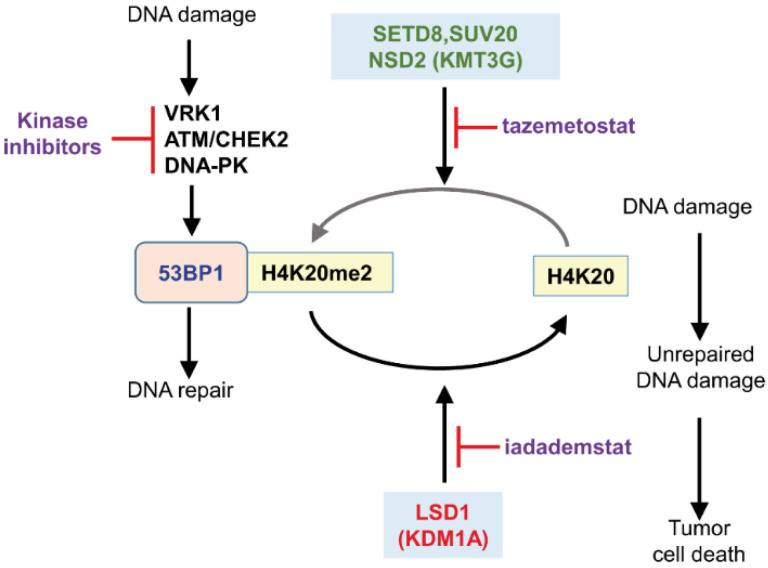 DNA damage
VRK1
ATM/CHEK2
DNA-PK
Kinase
inhibitors
53BP1
H4K20me2
DNA repair
SETD8,SUV20
NSD2 (KMT3G)
tazemetostat
H4K20
iadademstat
LSD1
(KDM1A)
DNA damage
Unrepaired
DNA damage
Tumor
cell death